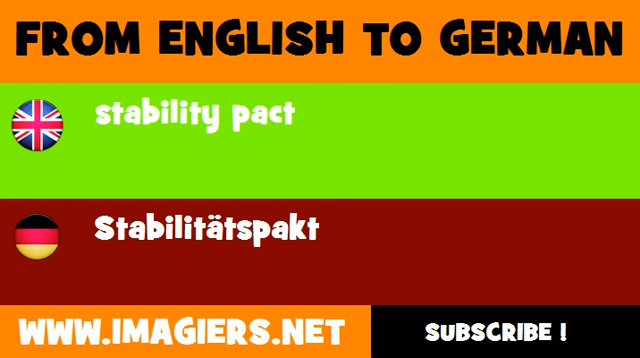 FROM ENGLISH TO GERMAN
stability pact
Stabilitätspakt
WWW.IMAGIERS.NET
SUBSCRIBE !